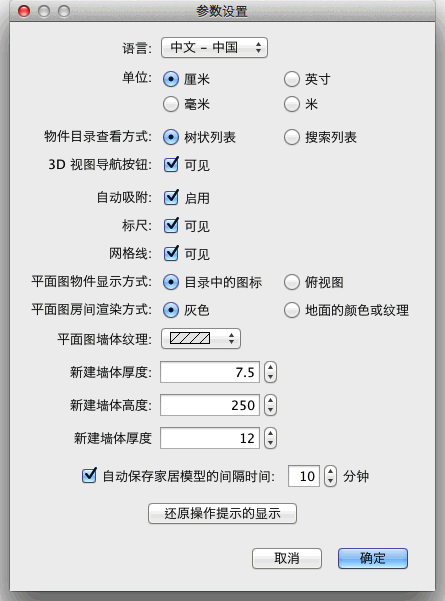 参数设置
语言: 中文 – 中国
单位: 厘米 英寸
毫米 米
物件目录查看方式: 树状列表 搜索列表
3D 视图导航按钮: 可见
自动吸附: 启用
标尺: 可见
网格线: 可见
平面图物件显示方式: 目录中的图标 俯视图
平面图房间渲染方式: 灰色 地面的颜色或纹理
平面图墙体纹理:
新建墙体厚度: 7.5
新建墙体高度: 250
新建墙体厚度 12
自动保存家居模型的间隔时间: 10 分钟
还原操作提示的显示
取消 确定